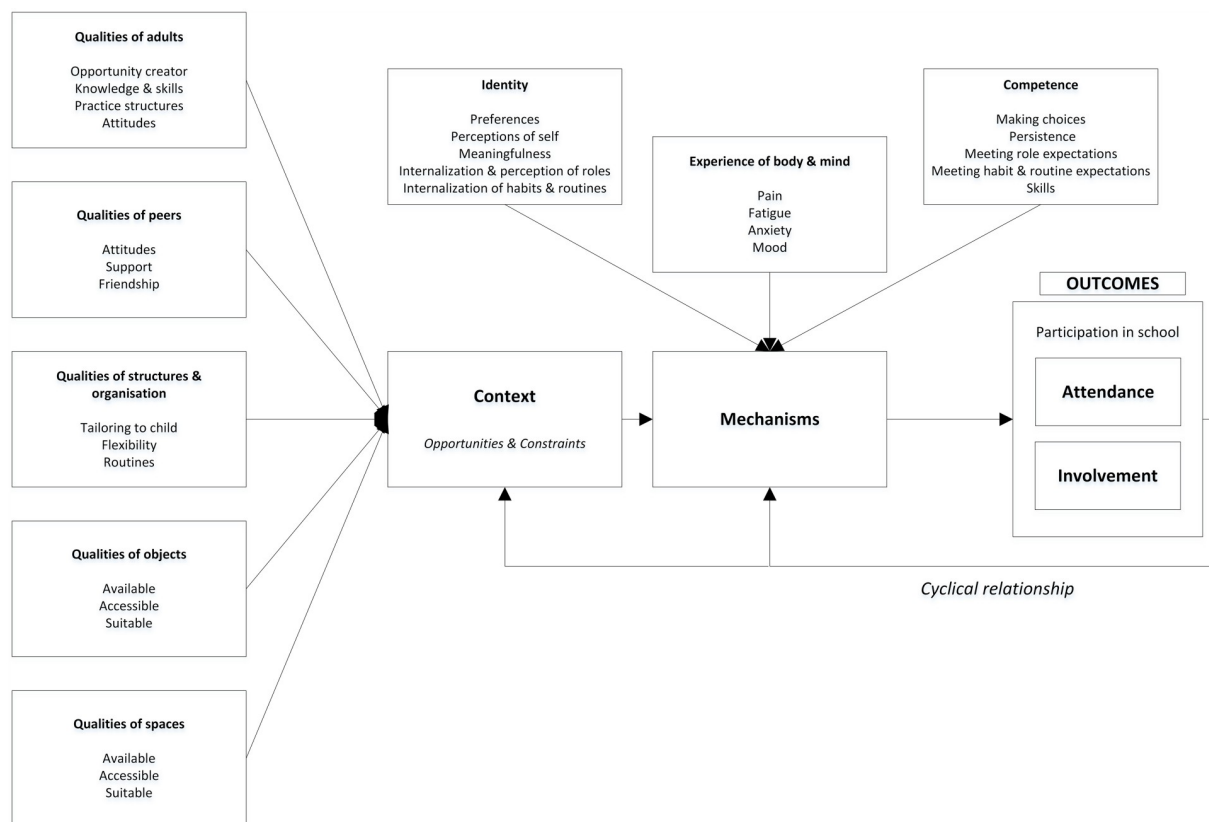 Qualities of adults
Opportunity creator
Knowledge & skills
Practice structures
Attitudes
Qualities of peers
Attitudes
Support
Friendship
Qualities of structures &
organisation
Tailoring to child
Flexibility
Routines
Qualities of objects
Available
Accessible
Suitable
Qualities of spaces
Available
Accessible
Suitable
Identity
Preferences
Perceptions of self
Meaningfulness
Internalization & perception of roles
Internalization of habits & routines
Experience of body & mind
Pain
Fatigue
Anxiety
Mood
Competence
Making choices
Persistence
Meeting role expectations
Meeting habit & routine expectations
Skills
Context
Opportunities & Constraints
Mechanisms
OUTCOMES
Participation in school
Attendance
Involvement
Cyclical relationship